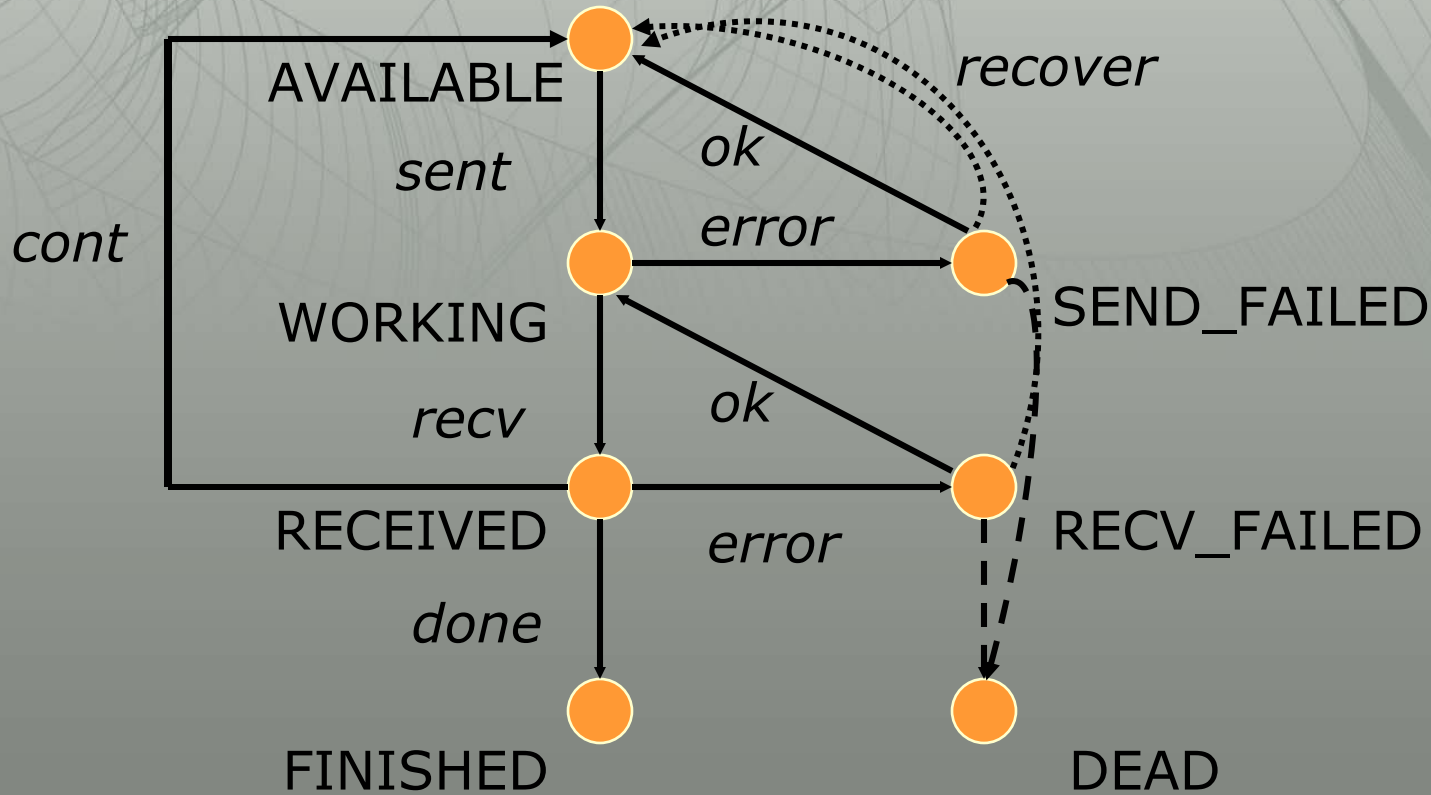 recover
AVAILABLE
ok
sent
error
cont
SEND_FAILED
WORKING
ok
recv
RECEIVED
error
RECV_FAILED
done
FINISHED
DEAD